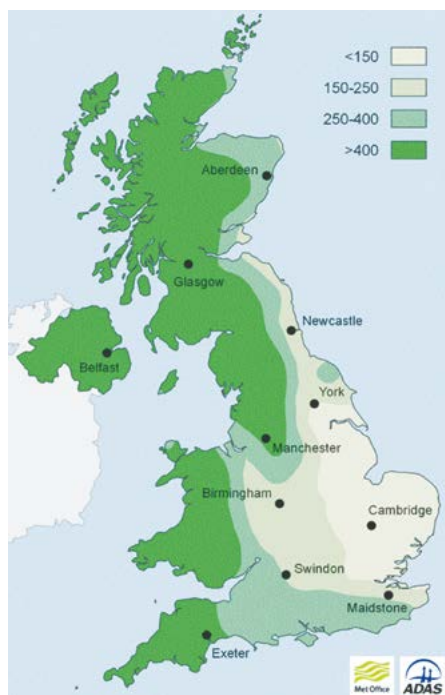 <150
150-250
250-400
>400
Aberdeen
Glasgow
Newcastle
Belfast
York
Manchester
Birmingham
Cambridge
Swindon
Maidstone
Exeter
Met Office
ADAS